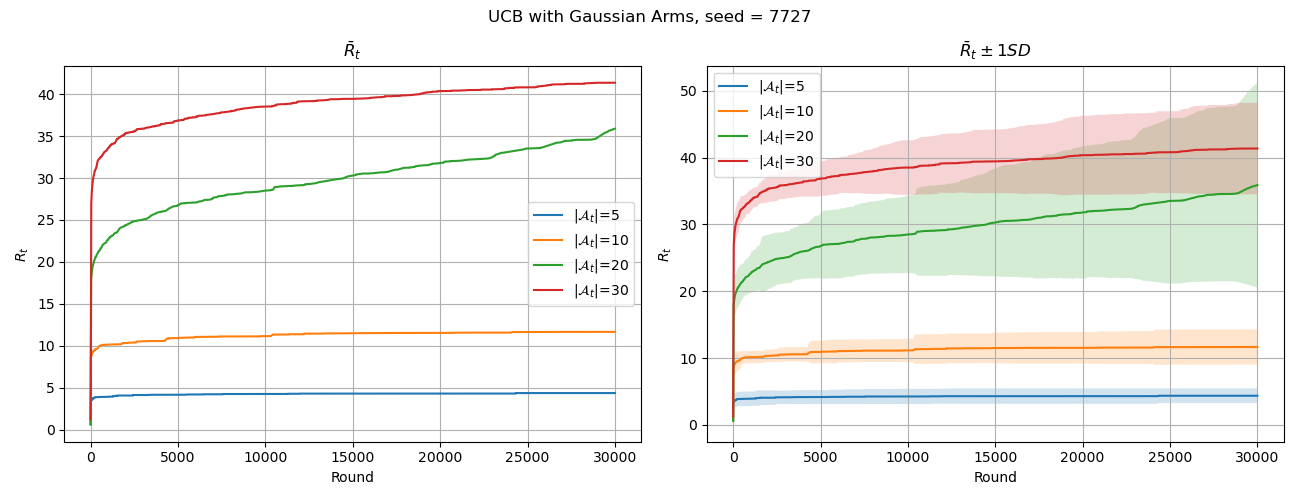 UCB with Gaussian Arms, seed = 7727
R̄ₜ
Rₜ
40
35
30
25
20
15
10
5
0
|𝒜ₜ|=5
|𝒜ₜ|=10
|𝒜ₜ|=20
|𝒜ₜ|=30
0 5000 10000 15000 20000 25000 30000
Round
R̄ₜ ± 1SD
Rₜ
50
40
30
20
10
0
|𝒜ₜ|=5
|𝒜ₜ|=10
|𝒜ₜ|=20
|𝒜ₜ|=30
0 5000 10000 15000 20000 25000 30000
Round